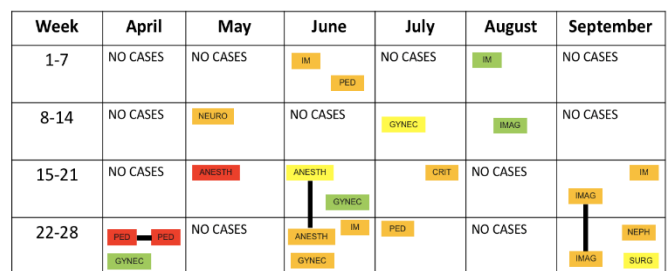 Week April May June July August September
1-7 NO CASES NO CASES IM NO CASES IM NO CASES
PED
8-14 NO CASES NEURO NO CASES GYNEC IMAG NO CASES
15-21 NO CASES ANESTH ANESTH CRIT NO CASES IM
GYNEC IMAG
22-28 PED PED NO CASES ANESTH IM PED NO CASES NEPH
GYNEC GYNEC IMAG SURG